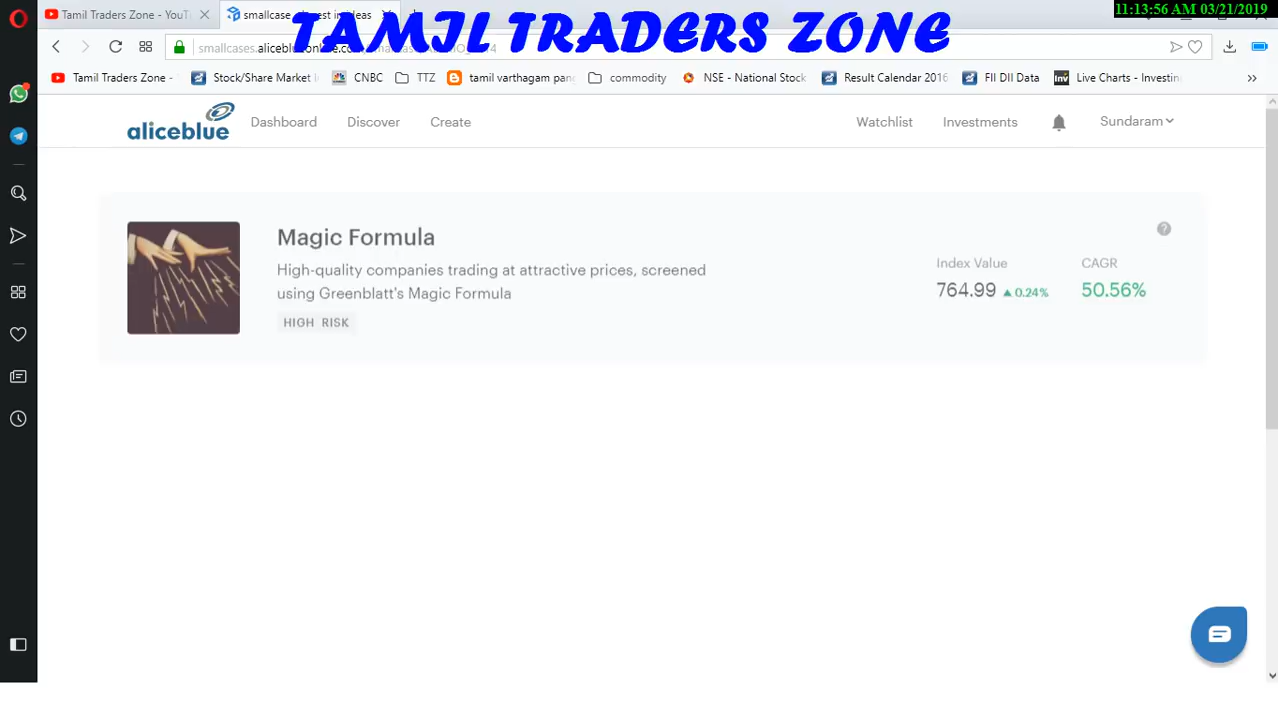 11:13:56 AM 03/21/2019
TAMIL TRADERS ZONE
Tamil Traders Zone - YouT
smallcase
ideas
smallcases.
Tamil Traders Zone -
Stock/Share Market
CNBC
TTZ
tamil varthagam pan
commodity
NSE - National Stock
Result Calendar 2016
FII DII Data
Live Charts - Investin
aliceblue
Dashboard
Discover
Create
Watchlist
Investments
Sundaram
Magic Formula
High-quality companies trading at attractive prices, screened
using Greenblatt's Magic Formula
HIGH RISK
Index Value
764.99 ▲ 0.24%
CAGR
50.56%